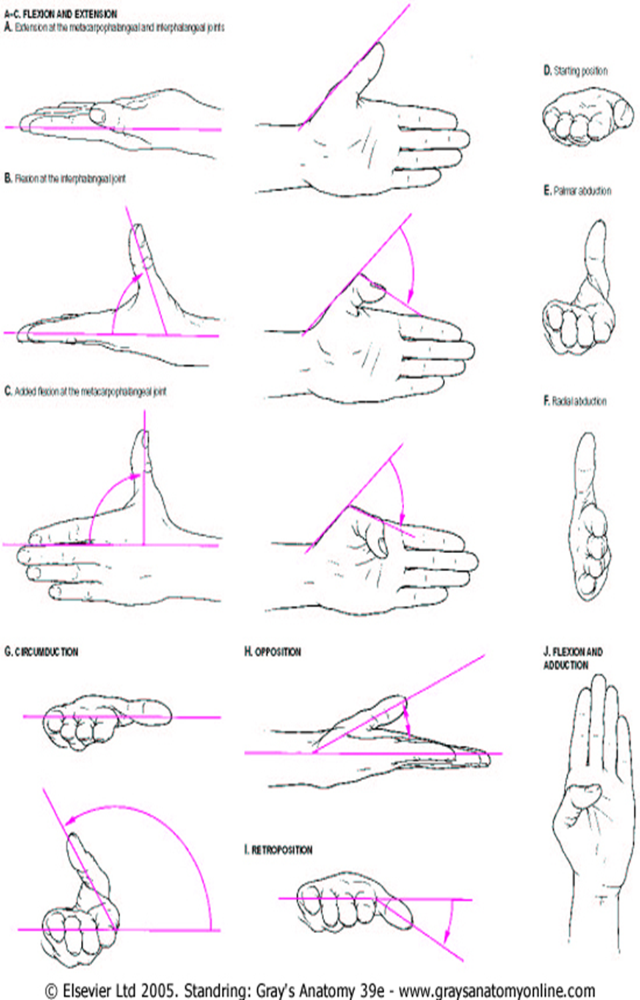 A–C. FLEXION AND EXTENSION
A. Extension at the metacarpophalangeal and interphalangeal joints
D. Starting position
B. Flexion at the interphalangeal joint
E. Palmar abduction
C. Added flexion at the metacarpophalangeal joint
F. Radial abduction
G. CIRCUMDUCTION
H. OPPOSITION
J. FLEXION AND
ADDUCTION
I. RETROPOSITION
© Elsevier Ltd 2005. Standring: Gray's Anatomy 39e - www.graysanatomyonline.com